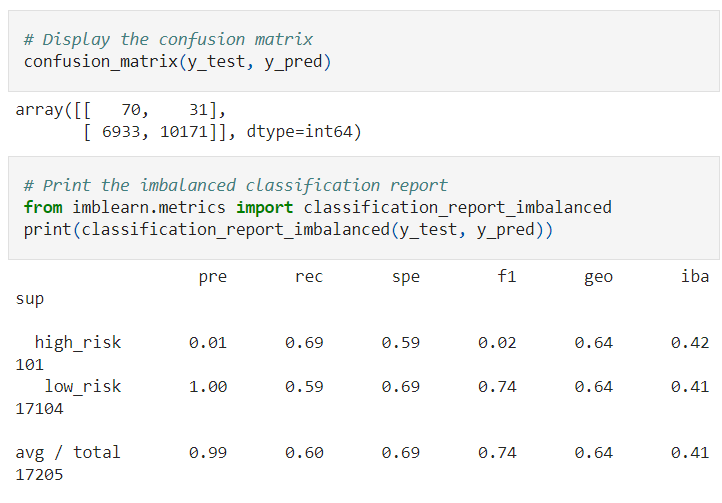 # Display the confusion matrix
confusion_matrix(y_test, y_pred)
array([[   70,    31],
       [ 6933, 10171]], dtype=int64)
# Print the imbalanced classification report
from imblearn.metrics import classification_report_imbalanced
print(classification_report_imbalanced(y_test, y_pred))
                   pre       rec       spe        f1       geo       iba
sup
  high_risk       0.01      0.69      0.59      0.02      0.64      0.42
101
   low_risk       1.00      0.59      0.69      0.74      0.64      0.41
17104
avg / total       0.99      0.60      0.69      0.74      0.64      0.41
17205